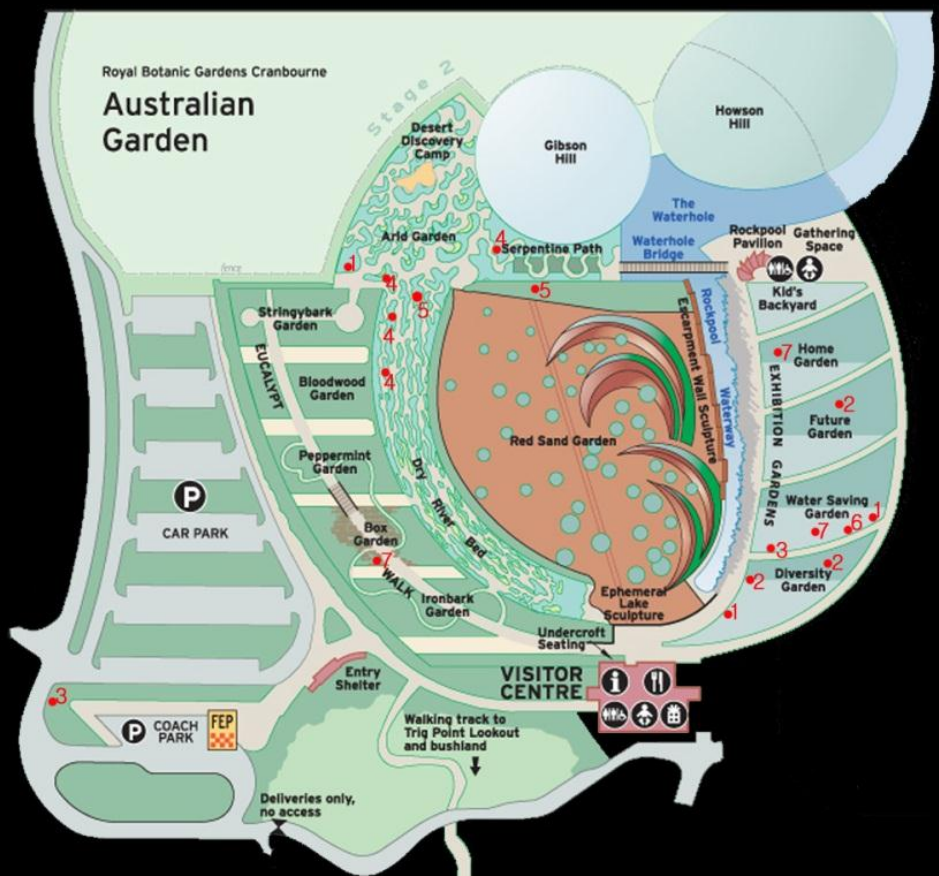 Royal Botanic Gardens Cranbourne
Australian
Garden
Stage 2
Desert
Discovery
Camp
Gibson
Hill
Howson
Hill
The
Waterhole
Waterhole
Bridge
Rockpool
Pavilion
Gathering
Space
Arid Garden
4
Serpentine Path
1
fence
4
5
5
Kid's
Backyard
Stringybark
Garden
4
Rockpool
Waterway
Escarpment Wall Sculpture
7
Home
Garden
EUCALYPT
WALK
Bloodwood
Garden
4
EXHIBITION GARDENS
2
Future
Garden
Red Sand Garden
Peppermint
Garden
Dry River Bed
P
CAR PARK
Water Saving
Garden
1
7
6
Box
Garden
7
3
2
2
Diversity
Garden
Ironbark
Garden
Ephemeral
Lake
Sculpture
1
Undercroft
Seating
VISITOR
CENTRE
i
Entry
Shelter
3
P
COACH
PARK
FEP
Walking track to
Trig Point Lookout
and bushland
Deliveries only,
no access